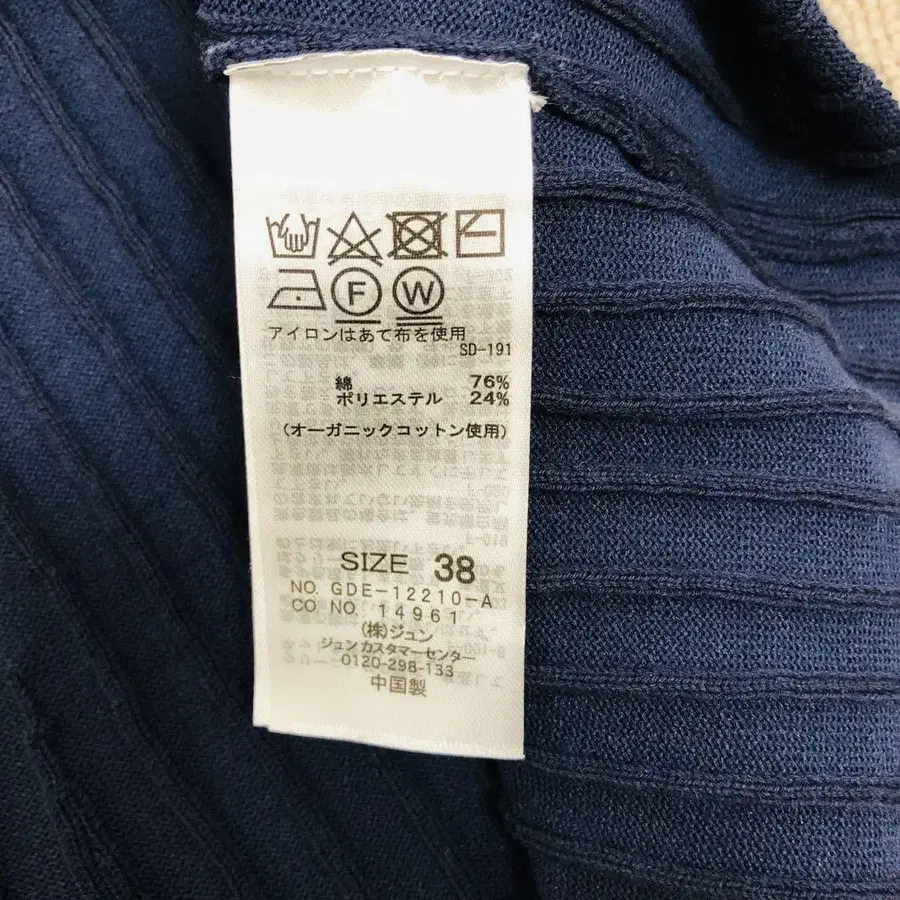 F
W
アイロンはあて布を使用
SD-191
綿 76%
ポリエステル 24%
(オーガニックコットン使用)
SIZE 38
NO. GDE-12210-A
CO. NO. 14961
(株)ジュン
ジュン カスタマーセンター
0120-298-133
中国製